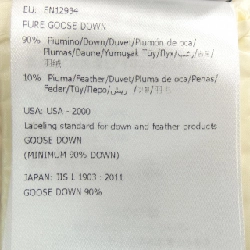 EU: EN12934
PURE GOOSE DOWN
90% Piumino/Down/Duvet/Plumón de oca/
Plumas/Daune/Yumuşak Tüy/Пух/
10% Piuma/Feather/Duvet/Pluma de oca/Penas/
Feder/Tüy/Перо/ریش/
USA: USA - 2000
Labeling standard for down and feather products
GOOSE DOWN
(MINIMUM 90% DOWN)
JAPAN: JIS L 1903 - 2011
GOOSE DOWN 90%